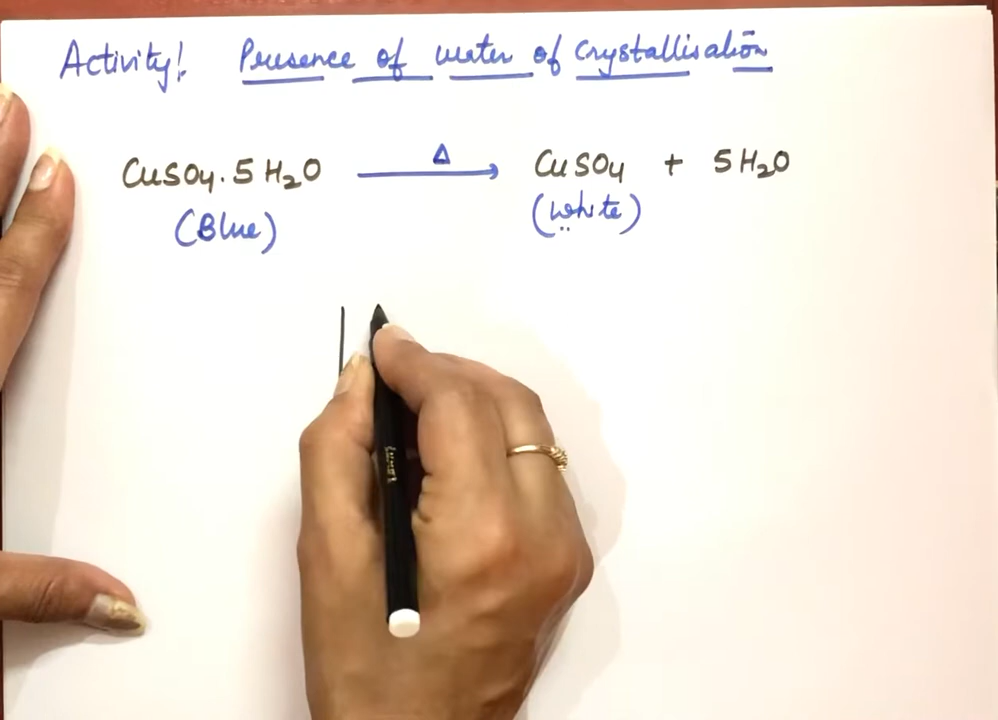 Activity! Presence of water of crystallisation
CuSO4. 5H2O Δ CuSO4 + 5H2O
(Blue) (White)